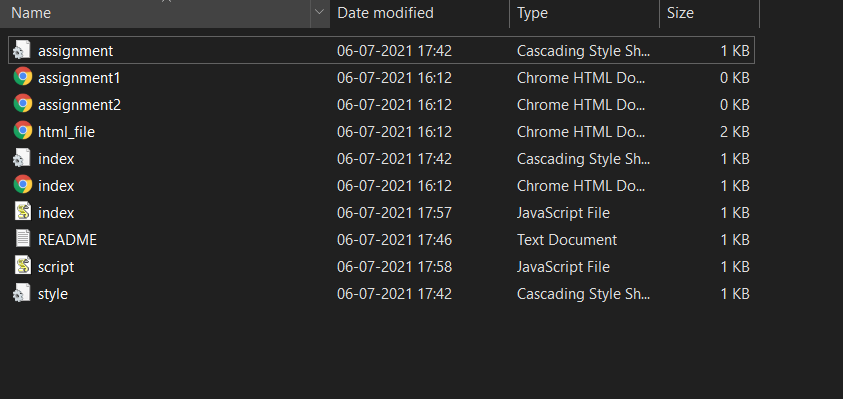 Name Date modified Type Size
assignment 06-07-2021 17:42 Cascading Style Sh... 1 KB
assignment1 06-07-2021 16:12 Chrome HTML Do... 0 KB
assignment2 06-07-2021 16:12 Chrome HTML Do... 0 KB
html_file 06-07-2021 16:12 Chrome HTML Do... 2 KB
index 06-07-2021 17:42 Cascading Style Sh... 1 KB
index 06-07-2021 16:12 Chrome HTML Do... 1 KB
index 06-07-2021 17:57 JavaScript File 1 KB
README 06-07-2021 17:46 Text Document 1 KB
script 06-07-2021 17:58 JavaScript File 1 KB
style 06-07-2021 17:42 Cascading Style Sh... 1 KB